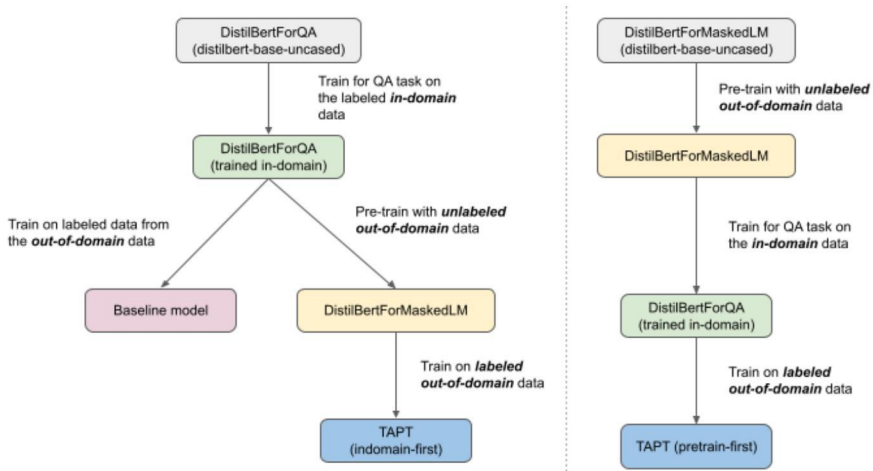 DistilBertForQA
(distilbert-base-uncased)
Train for QA task on
the labeled in-domain
data
DistilBertForQA
(trained in-domain)
Train on labeled data from
the out-of-domain data
Pre-train with unlabeled
out-of-domain data
Baseline model
DistilBertForMaskedLM
Train on labeled
out-of-domain data
TAPT
(indomain-first)
DistilBertForMaskedLM
(distilbert-base-uncased)
Pre-train with unlabeled
out-of-domain data
DistilBertForMaskedLM
Train for QA task on
the in-domain data
DistilBertForQA
(trained in-domain)
Train on labeled
out-of-domain data
TAPT (pretrain-first)